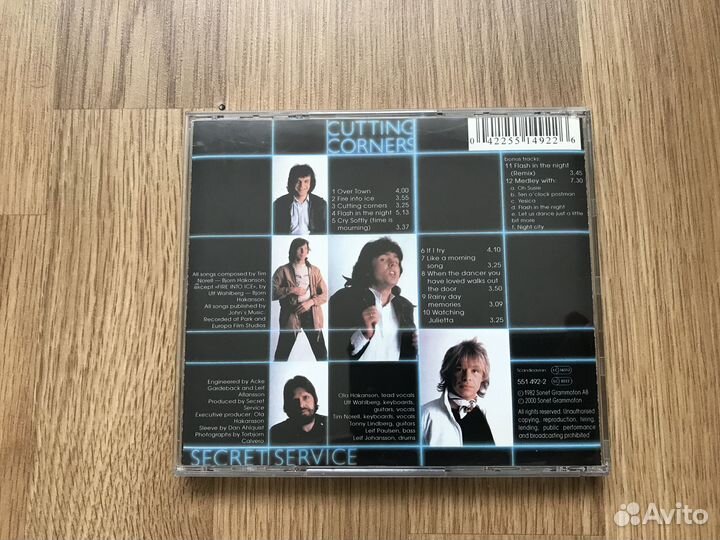 CUTTING
CORNERS
0 42255 14922 6
1 Over Town 4.00
2 Fire into ice 3.55
3 Cutting corners 3.25
4 Flash in the night 5.13
5 Cry Softly (time is
mourning) 3.37
bonus tracks:
11 Flash in the night
(Remix) 3.45
12 Medley with: 7.30
a. Oh Susie
b. Ten o'clock postman
c. Yesica
d. Flash in the night
e. Let us dance just a little
bit more
f. Night city
6 If I try 4.10
7 Like a morning
song 3.25
8 When the dancer you
have loved walks out
the door 3.50
9 Rainy day
memories 3.09
10 Watching
Julietta 3.25
All songs composed by Tim
Norell — Bjorn Hakanson,
except «FIRE INTO ICE», by
Ulf Wahlberg — Bjorn
Hakanson.
All songs published by
John's Music.
Recorded at Park and
Europa Film Studios
Engineered by Acke
Gardeback and Leif
Allansson
Produced by Secret
Service
Executive producer: Ola
Hakanson
Sleeve by Dan Ahlquist
Photographs by Torbjorn
Calvero
Ola Hakanson, lead vocals
Ulf Wahlberg, keyboards,
guitars, vocals
Tim Norell, keyboards, vocals
Tonny Lindberg, guitars
Leif Paulsen, bass
Leif Johansson, drums
Scandinavia
551 492-2
© 1982 Sonet Grammofon AB
℗ 2000 Sonet Grammofon
All rights reserved. Unauthorised
copying, reproduction, hiring,
lending, public performance
and broadcasting prohibited
SECRET SERVICE
Avito